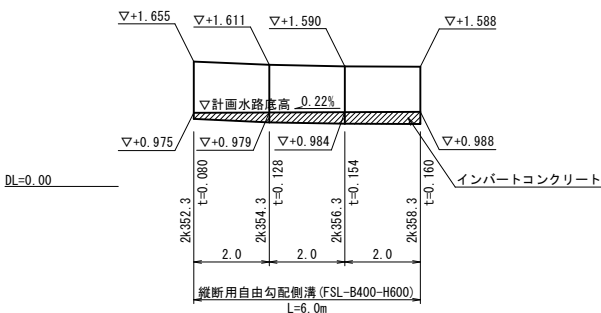 ▽+1.655
▽+1.611
▽+1.590
▽+1.588
▽計画水路底高 0.22%
▽+0.975
▽+0.979
▽+0.984
▽+0.988
DL=0.00
インバートコンクリート
2k352.3
t=0.080
2k354.3
t=0.128
2k356.3
t=0.154
2k358.3
t=0.160
2.0
2.0
2.0
縦断用自由勾配側溝(FSL-B400-H600)
L=6.0m